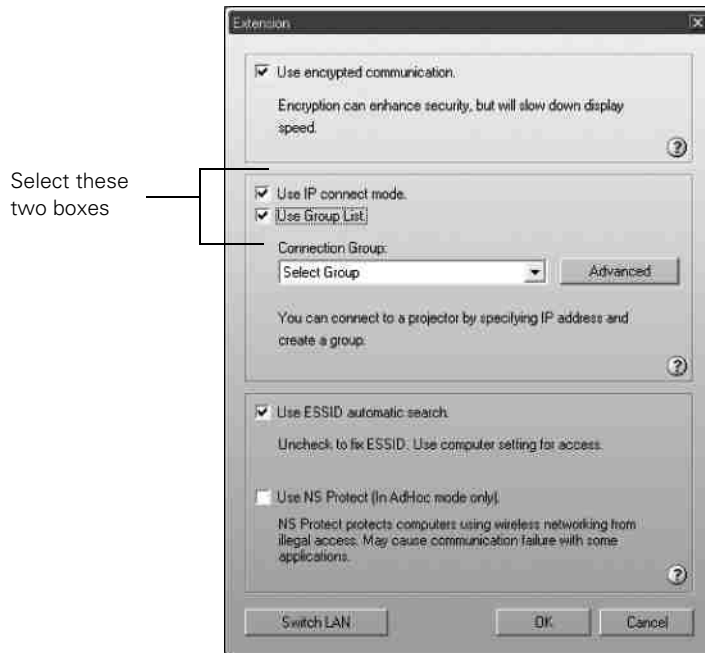 Extension
Use encrypted communication.
Encryption can enhance security, but will slow down display
speed.
?
Select these
two boxes
Use IP connect mode.
Use Group List.
Connection Group:
Select Group
Advanced
You can connect to a projector by specifying IP address and
create a group.
?
Use ESSID automatic search.
Uncheck to fix ESSID. Use computer setting for access.
Use NS Protect (In AdHoc mode only).
NS Protect protects computers using wireless networking from
illegal access. May cause communication failure with some
applications.
?
Switch LAN
OK
Cancel